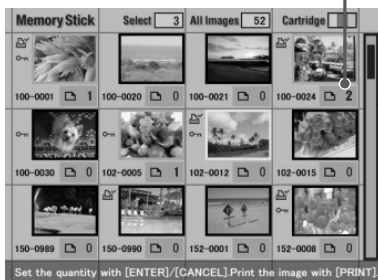 Memory Stick Select 3 All Images 52 Cartridge
100-0001 1 100-0020 0 100-0021 0 100-0024 2
100-0030 0 102-0005 1 102-0012 0 102-0015 0
150-0989 0 150-0990 0 152-0001 0 152-0008 0
Set the quantity with [ENTER]/[CANCEL].Print the image with [PRINT]